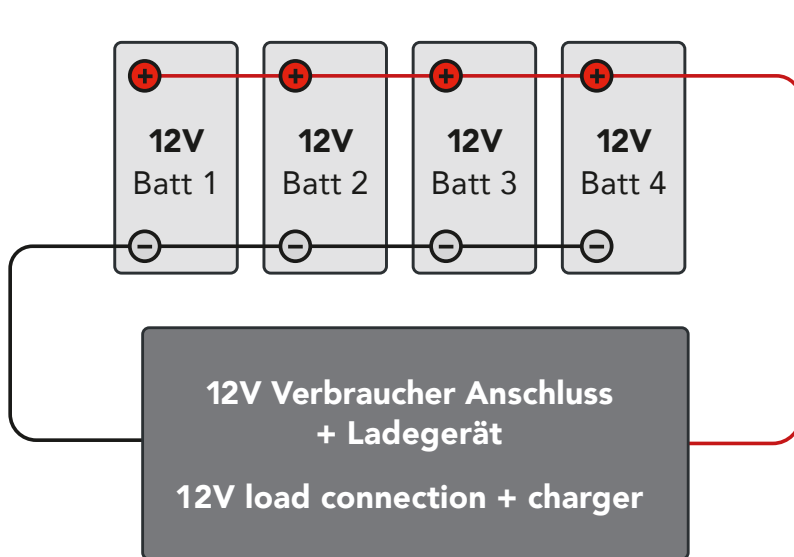 + + + +
12V 12V 12V 12V
Batt 1 Batt 2 Batt 3 Batt 4
− − − −
12V Verbraucher Anschluss
+ Ladegerät
12V load connection + charger